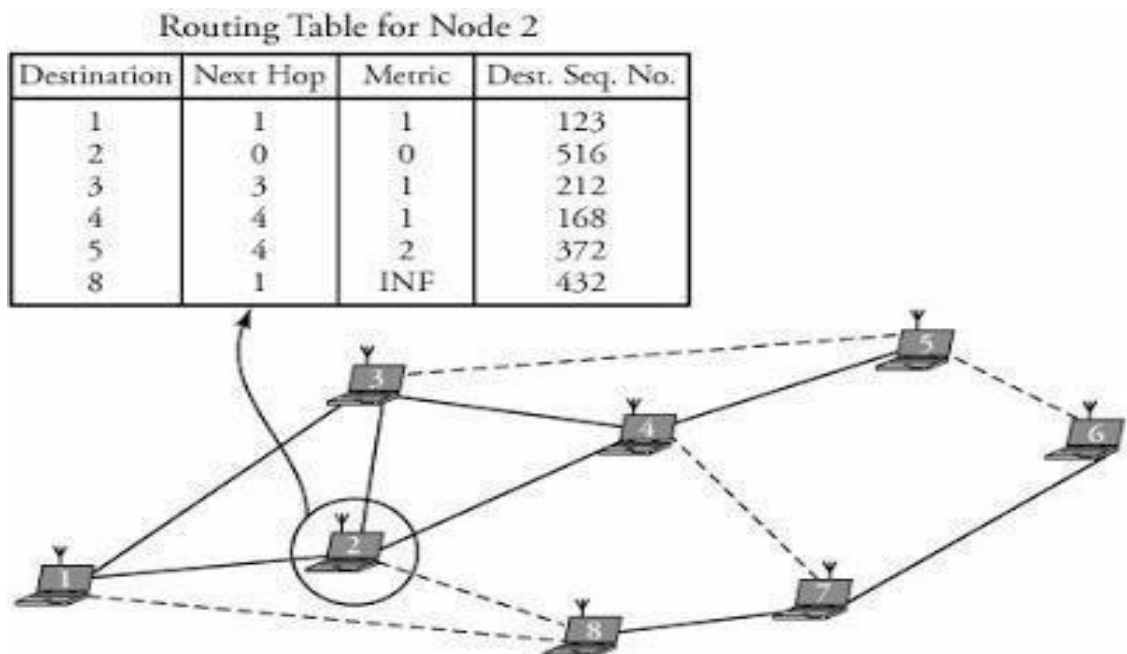 Routing Table for Node 2
Destination Next Hop Metric Dest. Seq. No.
1 1 1 123
2 0 0 516
3 3 1 212
4 4 1 168
5 4 2 372
8 1 INF 432
5
3
4
6
2
1
7
8